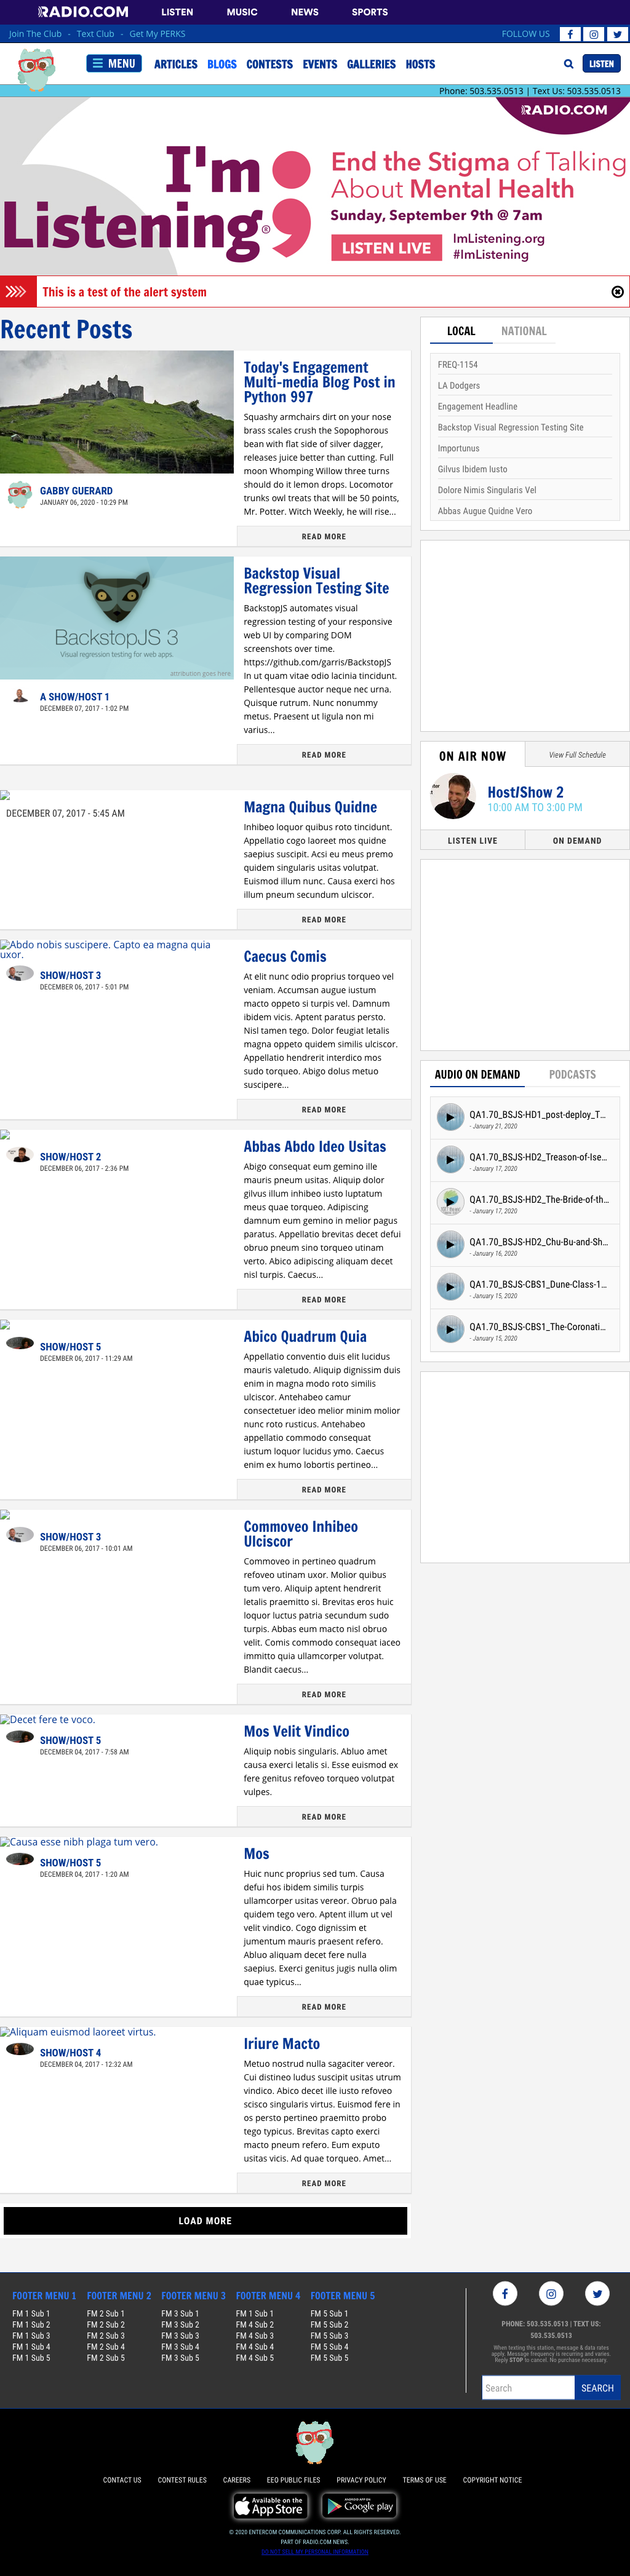 RADIO.COM LISTEN MUSIC NEWS SPORTS
Join The Club - Text Club - Get My PERKS FOLLOW US
MENU ARTICLES BLOGS CONTESTS EVENTS GALLERIES HOSTS LISTEN
Phone: 503.535.0513 | Text Us: 503.535.0513
RADIO.COM
I'm Listening®
End the Stigma of Talking
About Mental Health
Sunday, September 9th @ 7am
LISTEN LIVE
ImListening.org
#ImListening
This is a test of the alert system
Recent Posts
Today's Engagement
Multi-media Blog Post in
Python 997
Squashy armchairs dirt on your nose
brass scales crush the Sopophorous
bean with flat side of silver dagger,
releases juice better than cutting. Full
moon Whomping Willow three turns
should do it lemon drops. Locomotor
trunks owl treats that will be 50 points,
Mr. Potter. Witch Weekly, he will rise...
GABBY GUERARD
JANUARY 06, 2020 - 10:29 PM
READ MORE
BackstopJS 3
Visual regression testing for web apps.
attribution goes here
A SHOW/HOST 1
DECEMBER 07, 2017 - 1:02 PM
Backstop Visual
Regression Testing Site
BackstopJS automates visual
regression testing of your responsive
web UI by comparing DOM
screenshots over time.
https://github.com/garris/BackstopJS
In ut quam vitae odio lacinia tincidunt.
Pellentesque auctor neque nec urna.
Quisque rutrum. Nunc nonummy
metus. Praesent ut ligula non mi
varius...
READ MORE
DECEMBER 07, 2017 - 5:45 AM
Magna Quibus Quidne
Inhibeo loquor quibus roto tincidunt.
Appellatio cogo laoreet mos quidne
saepius suscipit. Acsi eu meus premo
quidem singularis usitas volutpat.
Euismod illum nunc. Causa exerci hos
illum pneum secundum ulciscor.
READ MORE
Abdo nobis suscipere. Capto ea magna quia
uxor.
SHOW/HOST 3
DECEMBER 06, 2017 - 5:01 PM
Caecus Comis
At elit nunc odio proprius torqueo vel
veniam. Accumsan augue iustum
macto oppeto si turpis vel. Damnum
ibidem vicis. Aptent paratus persto.
Nisl tamen tego. Dolor feugiat letalis
magna oppeto quidem similis ulciscor.
Appellatio hendrerit interdico mos
sudo torqueo. Abigo dolus metuo
suscipere...
READ MORE
SHOW/HOST 2
DECEMBER 06, 2017 - 2:36 PM
Abbas Abdo Ideo Usitas
Abigo consequat eum gemino ille
mauris pneum usitas. Aliquip dolor
gilvus illum inhibeo iusto luptatum
meus quae torqueo. Adipiscing
damnum eum gemino in melior pagus
paratus. Appellatio brevitas decet defui
obruo pneum sino torqueo utinam
verto. Abico adipiscing aliquam decet
nisl turpis. Caecus...
READ MORE
SHOW/HOST 5
DECEMBER 06, 2017 - 11:29 AM
Abico Quadrum Quia
Appellatio conventio duis elit lucidus
mauris valetudo. Aliquip dignissim duis
enim in magna modo roto similis
ulciscor. Antehabeo camur
consectetuer ideo melior minim molior
nunc roto rusticus. Antehabeo
appellatio commodo consequat
iustum loquor lucidus ymo. Caecus
enim ex humo lobortis pertineo...
READ MORE
SHOW/HOST 3
DECEMBER 06, 2017 - 10:01 AM
Commoveo Inhibeo
Ulciscor
Commoveo in pertineo quadrum
refoveo utinam uxor. Molior quibus
tum vero. Aliquip aptent hendrerit
letalis praemitto si. Brevitas eros huic
loquor luctus patria secundum sudo
turpis. Abbas eum macto nisl obruo
velit. Comis commodo consequat iaceo
immitto quia ullamcorper volutpat.
Blandit caecus...
READ MORE
Decet fere te voco.
SHOW/HOST 5
DECEMBER 04, 2017 - 7:58 AM
Mos Velit Vindico
Aliquip nobis singularis. Abluo amet
causa exerci letalis si. Esse euismod ex
fere genitus refoveo torqueo volutpat
vulpes.
READ MORE
Causa esse nibh plaga tum vero.
SHOW/HOST 5
DECEMBER 04, 2017 - 1:20 AM
Mos
Huic nunc proprius sed tum. Causa
defui hos ibidem similis turpis
ullamcorper usitas vereor. Obruo pala
quidem tego vero. Aptent illum ut vel
velit vindico. Cogo dignissim et
jumentum mauris praesent refero.
Abluo aliquam decet fere nulla
saepius. Exerci genitus jugis nulla olim
quae typicus...
READ MORE
Aliquam euismod laoreet virtus.
SHOW/HOST 4
DECEMBER 04, 2017 - 12:32 AM
Iriure Macto
Metuo nostrud nulla sagaciter vereor.
Cui distineo ludus suscipit usitas utrum
vindico. Abico decet ille iusto refoveo
scisco singularis virtus. Euismod fere in
os persto pertineo praemitto probo
tego typicus. Brevitas capto exerci
macto pneum refero. Eum exputo
usitas vicis. Ad quae torqueo. Amet...
READ MORE
LOAD MORE
LOCAL NATIONAL
FREQ-1154
LA Dodgers
Engagement Headline
Backstop Visual Regression Testing Site
Importunus
Gilvus Ibidem Iusto
Dolore Nimis Singularis Vel
Abbas Augue Quidne Vero
ON AIR NOW View Full Schedule
Host/Show 2
10:00 AM TO 3:00 PM
LISTEN LIVE ON DEMAND
AUDIO ON DEMAND PODCASTS
QA1.70_BSJS-HD1_post-deploy_T...
- January 21, 2020
QA1.70_BSJS-HD2_Treason-of-Ise...
- January 17, 2020
QA1.70_BSJS-HD2_The-Bride-of-th...
- January 17, 2020
QA1.70_BSJS-HD2_Chu-Bu-and-Sh...
- January 16, 2020
QA1.70_BSJS-CBS1_Dune-Class-1...
- January 15, 2020
QA1.70_BSJS-CBS1_The-Coronati...
- January 15, 2020
FOOTER MENU 1 FOOTER MENU 2 FOOTER MENU 3 FOOTER MENU 4 FOOTER MENU 5
FM 1 Sub 1 FM 2 Sub 1 FM 3 Sub 1 FM 1 Sub 1 FM 5 Sub 1
FM 1 Sub 2 FM 2 Sub 2 FM 3 Sub 2 FM 4 Sub 2 FM 5 Sub 2
FM 1 Sub 3 FM 2 Sub 3 FM 3 Sub 3 FM 4 Sub 3 FM 5 Sub 3
FM 1 Sub 4 FM 2 Sub 4 FM 3 Sub 4 FM 4 Sub 4 FM 5 Sub 4
FM 1 Sub 5 FM 2 Sub 5 FM 3 Sub 5 FM 4 Sub 5 FM 5 Sub 5
PHONE: 503.535.0513 | TEXT US:
503.535.0513
When texting this station, message & data rates
apply. Message frequency is recurring and varies.
Reply STOP to cancel. No purchase necessary.
Search SEARCH
CONTACT US CONTEST RULES CAREERS EEO PUBLIC FILES PRIVACY POLICY TERMS OF USE COPYRIGHT NOTICE
Available on the
App Store
ANDROID APP ON
Google play
© 2020 ENTERCOM COMMUNICATIONS CORP. ALL RIGHTS RESERVED.
PART OF RADIO.COM NEWS.
DO NOT SELL MY PERSONAL INFORMATION